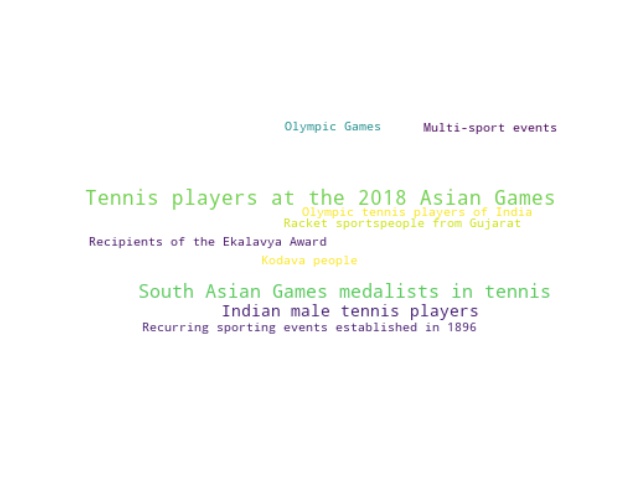 Olympic Games
Multi-sport events
Tennis players at the 2018 Asian Games
Olympic tennis players of India
Racket sportspeople from Gujarat
Recipients of the Ekalavya Award
Kodava people
South Asian Games medalists in tennis
Indian male tennis players
Recurring sporting events established in 1896